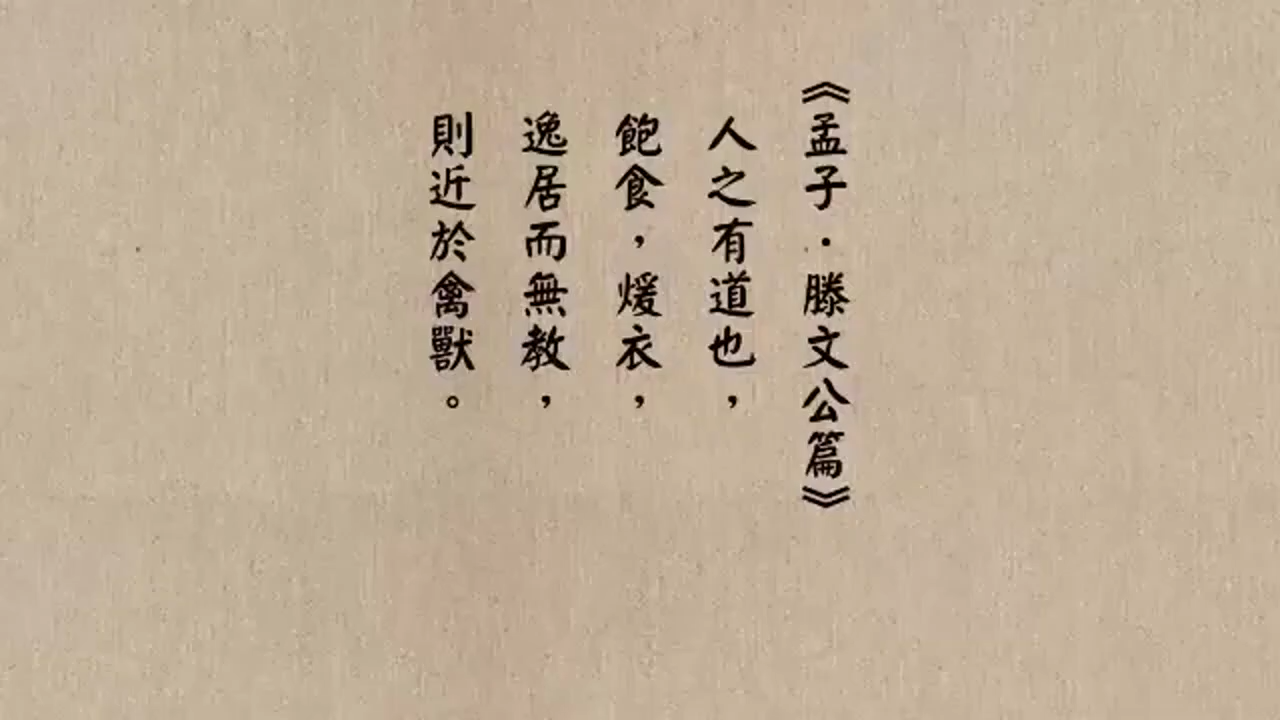 《孟子·滕文公篇》
人之有道也，
飽食，煖衣，
逸居而無教，
則近於禽獸。